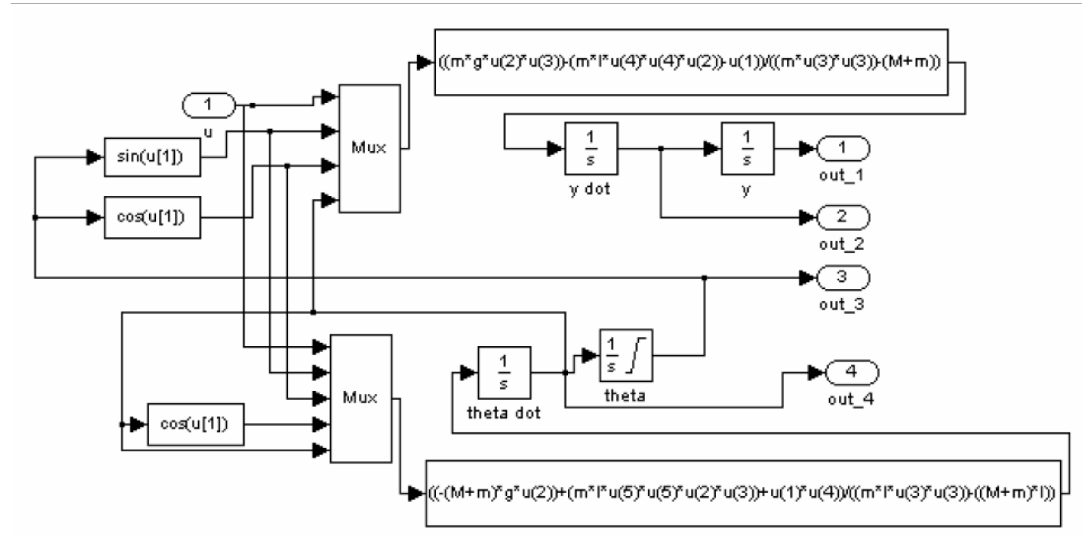 ((m*g*u(2)*u(3))-(m*l*u(4)*u(4)*u(2))-u(1))/((m*u(3)*u(3))-(M+m))
1
u
Mux
sin(u[1])
1
s
y dot
1
s
y
1
out_1
cos(u[1])
2
out_2
3
out_3
Mux
1
s
theta dot
1
s
theta
4
out_4
cos(u[1])
((-(M+m)*g*u(2))+(m*l*u(5)*u(5)*u(2)*u(3))+u(1)*u(4))/((m*l*u(3)*u(3))-((M+m)*l))